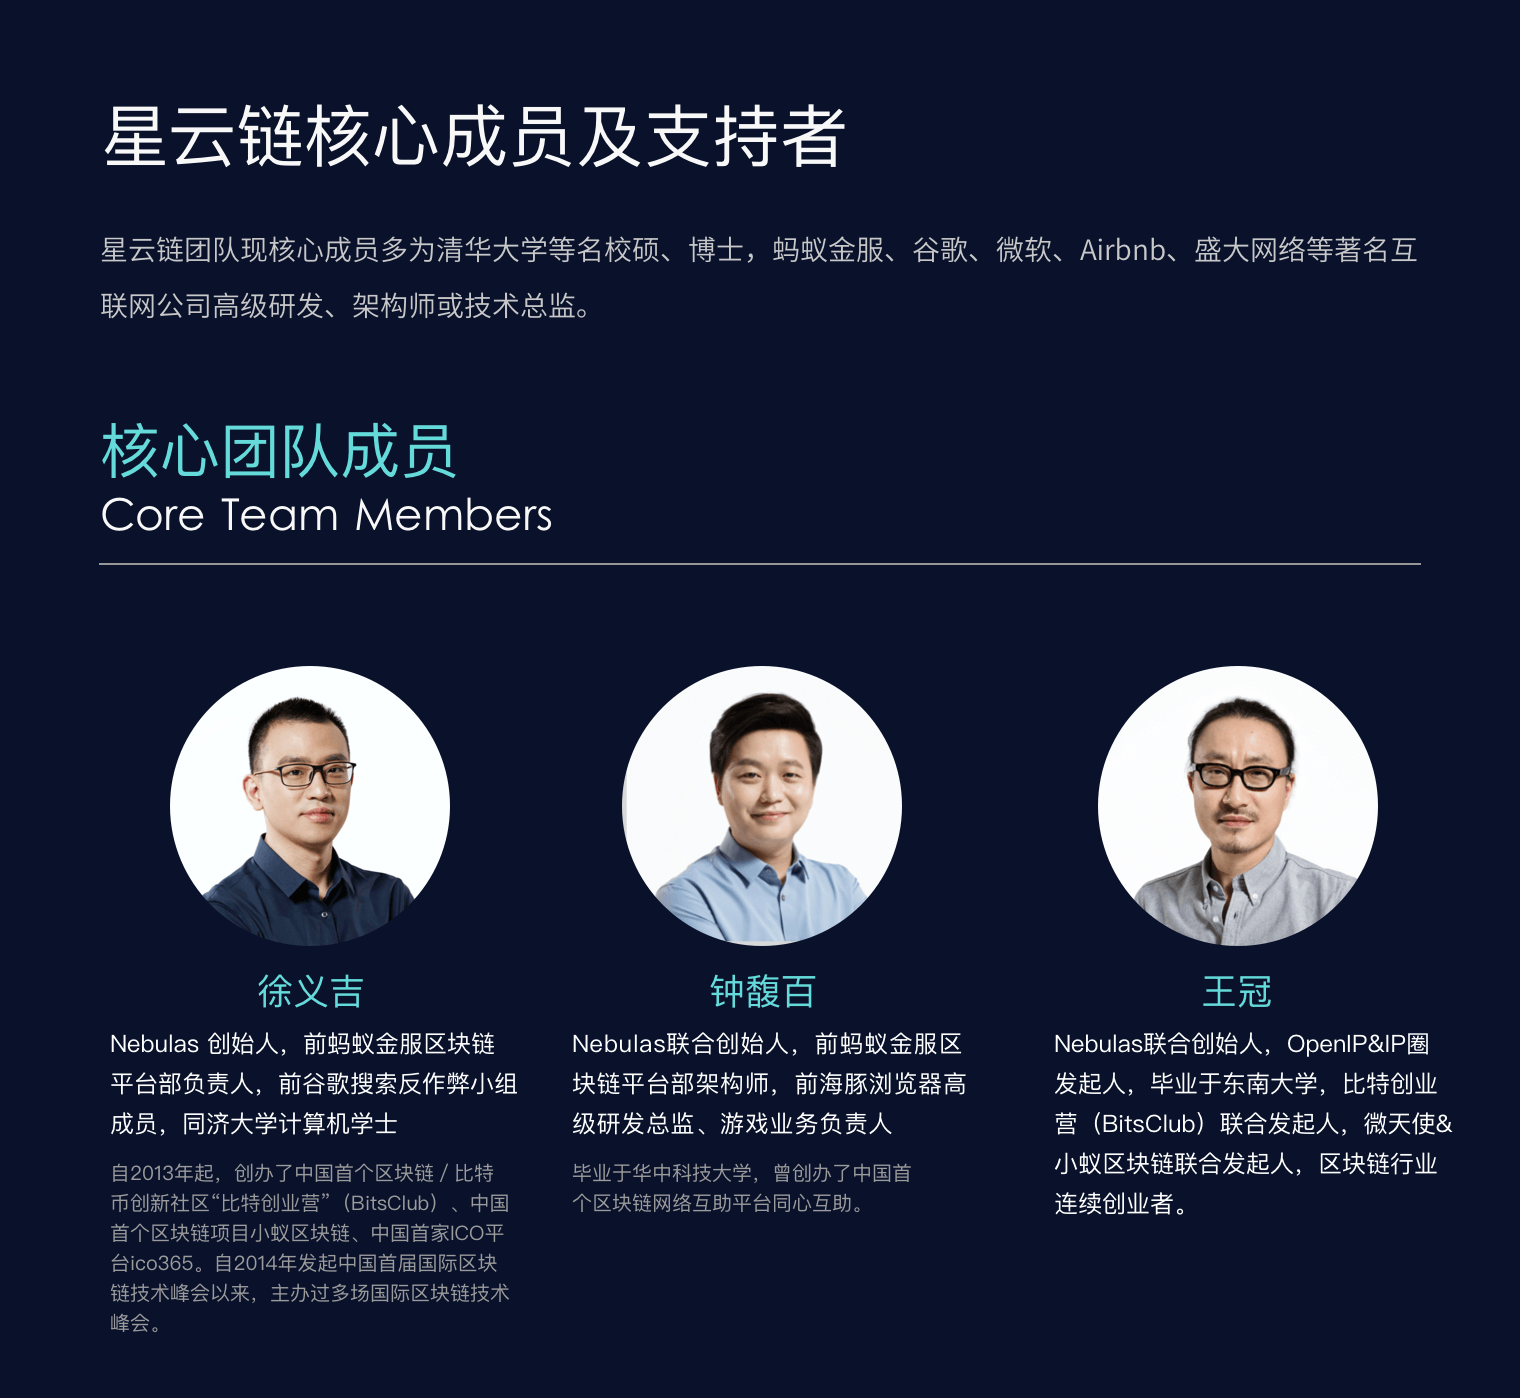 星云链核心成员及支持者
星云链团队现核心成员多为清华大学等名校硕、博士，蚂蚁金服、谷歌、微软、Airbnb、盛大网络等著名互
联网公司高级研发、架构师或技术总监。
核心团队成员
Core Team Members
徐义吉
Nebulas 创始人，前蚂蚁金服区块链
平台部负责人，前谷歌搜索反作弊小组
成员，同济大学计算机学士
自2013年起，创办了中国首个区块链 / 比特
币创新社区“比特创业营”（BitsClub）、中国
首个区块链项目小蚁区块链、中国首家ICO平
台ico365。自2014年发起中国首届国际区块
链技术峰会以来，主办过多场国际区块链技术
峰会。
钟馥百
Nebulas联合创始人，前蚂蚁金服区
块链平台部架构师，前海豚浏览器高
级研发总监、游戏业务负责人
毕业于华中科技大学，曾创办了中国首
个区块链网络互助平台同心互助。
王冠
Nebulas联合创始人，OpenIP&IP圈
发起人，毕业于东南大学，比特创业
营（BitsClub）联合发起人，微天使&
小蚁区块链联合发起人，区块链行业
连续创业者。